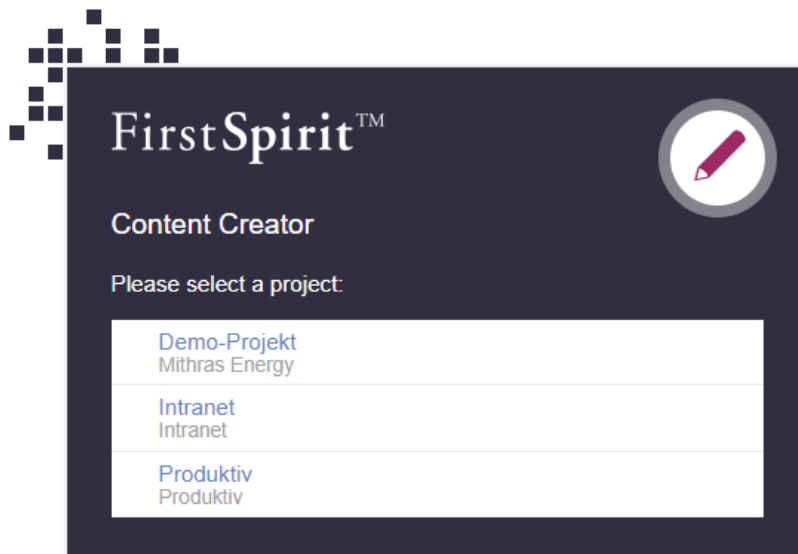 FirstSpirit™
Content Creator
Please select a project:
Demo-Projekt
Mithras Energy
Intranet
Intranet
Produktiv
Produktiv